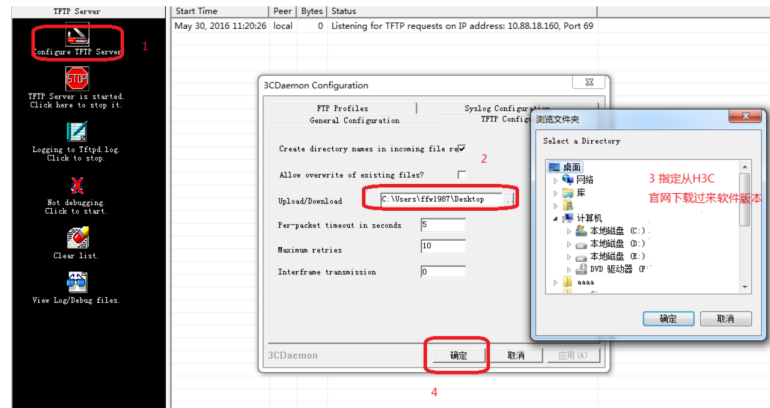 TFTP Server
Configure TFTP Server
1
TFTP Server is started.
Click here to stop it.
Logging to Tftpd.log.
Click to stop.
Not debugging.
Click to start.
Clear list.
View Log/Debug files.
Start Time Peer Bytes Status
May 30, 2016 11:20:26 local 0 Listening for TFTP requests on IP address: 10.88.18.160, Port 69
3CDaemon Configuration
FTP Profiles
General Configuration
Create directory names in incoming file
2
Allow overwrite of existing files?
Upload/Download C:\Users\ffw1987\Desktop
Per-packet timeout in seconds 5
Maximum retries 10
Interframe transmission 0
3CDaemon 确定 取消 应用(A)
4
浏览文件夹
Select a Directory
桌面
网络
库
计算机
本地磁盘 (C:)
本地磁盘 (D:)
本地磁盘 (E:)
DVD 驱动器
aaaa
3 指定从H3C
官网下载过来软件版本
确定 取消